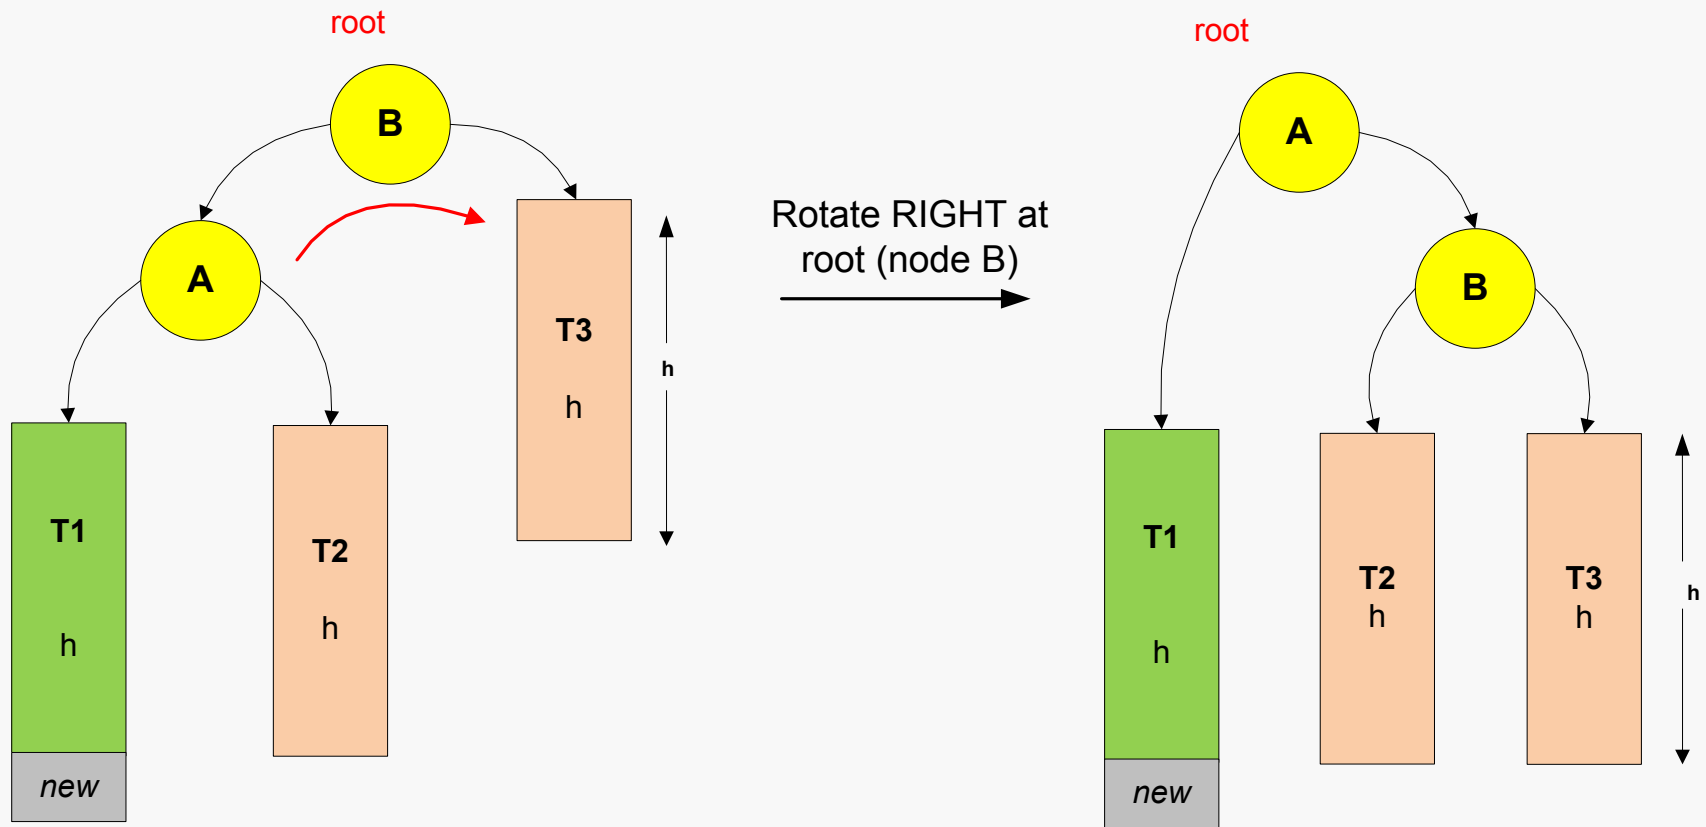 root
B
A
T3
h
h
T1
h
T2
h
new
Rotate RIGHT at
root (node B)
root
A
B
T1
h
T2
h
T3
h
h
new